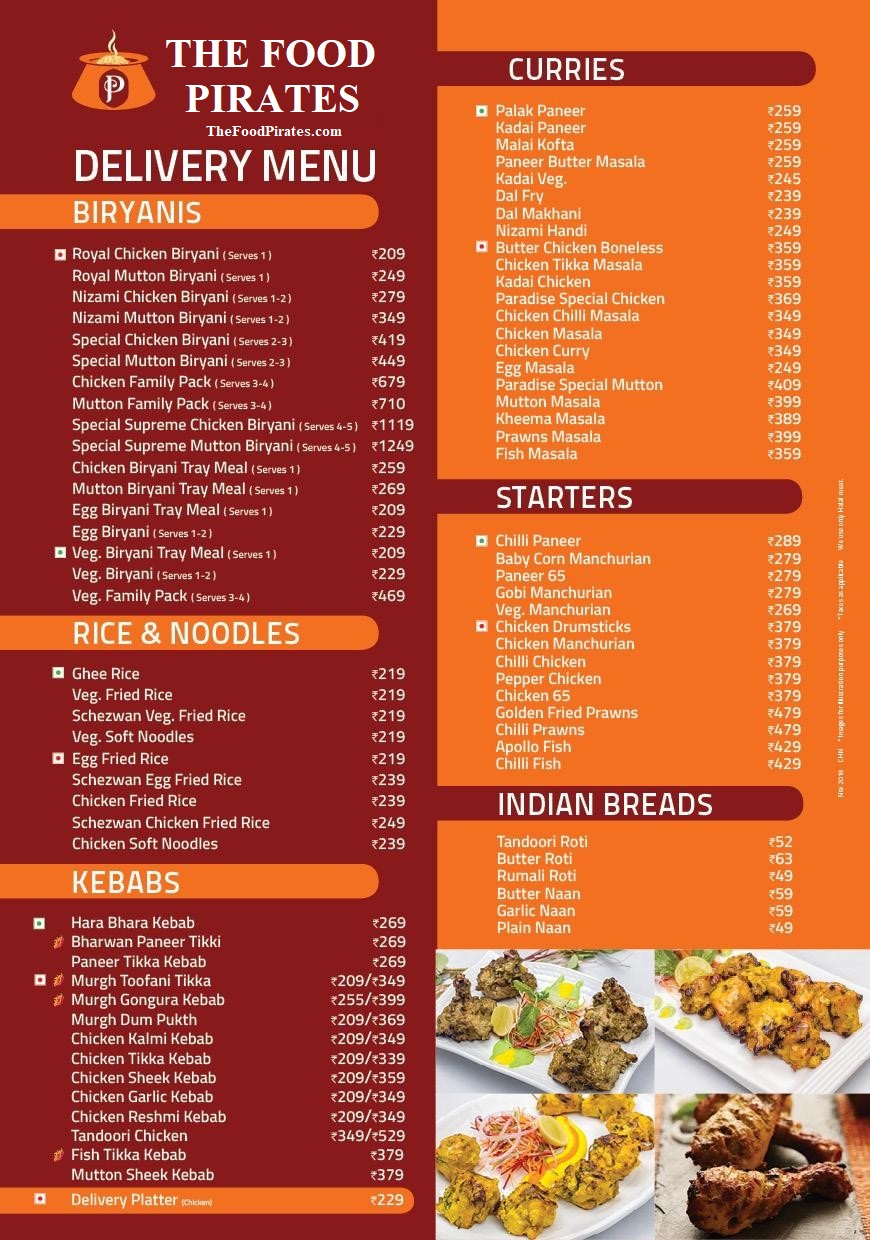 P
THE FOOD
PIRATES
TheFoodPirates.com
DELIVERY MENU
BIRYANIS
Royal Chicken Biryani ( Serves 1 ) ₹209
Royal Mutton Biryani ( Serves 1 ) ₹249
Nizami Chicken Biryani ( Serves 1-2 ) ₹279
Nizami Mutton Biryani ( Serves 1-2 ) ₹349
Special Chicken Biryani ( Serves 2-3 ) ₹419
Special Mutton Biryani ( Serves 2-3 ) ₹449
Chicken Family Pack ( Serves 3-4 ) ₹679
Mutton Family Pack ( Serves 3-4 ) ₹710
Special Supreme Chicken Biryani ( Serves 4-5 ) ₹1119
Special Supreme Mutton Biryani ( Serves 4-5 ) ₹1249
Chicken Biryani Tray Meal ( Serves 1 ) ₹259
Mutton Biryani Tray Meal ( Serves 1 ) ₹269
Egg Biryani Tray Meal ( Serves 1 ) ₹209
Egg Biryani ( Serves 1-2 ) ₹229
Veg. Biryani Tray Meal ( Serves 1 ) ₹209
Veg. Biryani ( Serves 1-2 ) ₹229
Veg. Family Pack ( Serves 3-4 ) ₹469
RICE & NOODLES
Ghee Rice ₹219
Veg. Fried Rice ₹219
Schezwan Veg. Fried Rice ₹219
Veg. Soft Noodles ₹219
Egg Fried Rice ₹219
Schezwan Egg Fried Rice ₹239
Chicken Fried Rice ₹239
Schezwan Chicken Fried Rice ₹249
Chicken Soft Noodles ₹239
KEBABS
Hara Bhara Kebab ₹269
Bharwan Paneer Tikki ₹269
Paneer Tikka Kebab ₹269
Murgh Toofani Tikka ₹209/₹349
Murgh Gongura Kebab ₹255/₹399
Murgh Dum Pukth ₹209/₹369
Chicken Kalmi Kebab ₹209/₹349
Chicken Tikka Kebab ₹209/₹339
Chicken Sheek Kebab ₹209/₹359
Chicken Garlic Kebab ₹209/₹349
Chicken Reshmi Kebab ₹209/₹349
Tandoori Chicken ₹349/₹529
Fish Tikka Kebab ₹379
Mutton Sheek Kebab ₹379
Delivery Platter (Chicken) ₹229
CURRIES
Palak Paneer ₹259
Kadai Paneer ₹259
Malai Kofta ₹259
Paneer Butter Masala ₹259
Kadai Veg. ₹245
Dal Fry ₹239
Dal Makhani ₹239
Nizami Handi ₹249
Butter Chicken Boneless ₹359
Chicken Tikka Masala ₹359
Kadai Chicken ₹359
Paradise Special Chicken ₹369
Chicken Chilli Masala ₹349
Chicken Masala ₹349
Chicken Curry ₹349
Egg Masala ₹249
Paradise Special Mutton ₹409
Mutton Masala ₹399
Kheema Masala ₹389
Prawns Masala ₹399
Fish Masala ₹359
STARTERS
Chilli Paneer ₹289
Baby Corn Manchurian ₹279
Paneer 65 ₹279
Gobi Manchurian ₹279
Veg. Manchurian ₹269
Chicken Drumsticks ₹379
Chicken Manchurian ₹379
Chilli Chicken ₹379
Pepper Chicken ₹379
Chicken 65 ₹379
Golden Fried Prawns ₹479
Chilli Prawns ₹479
Apollo Fish ₹429
Chilli Fish ₹429
INDIAN BREADS
Tandoori Roti ₹52
Butter Roti ₹63
Rumali Roti ₹49
Butter Naan ₹59
Garlic Naan ₹59
Plain Naan ₹49
Nov 2018 CHN *Images for illustration purposes only *Taxes as applicable We use only Halal meat.